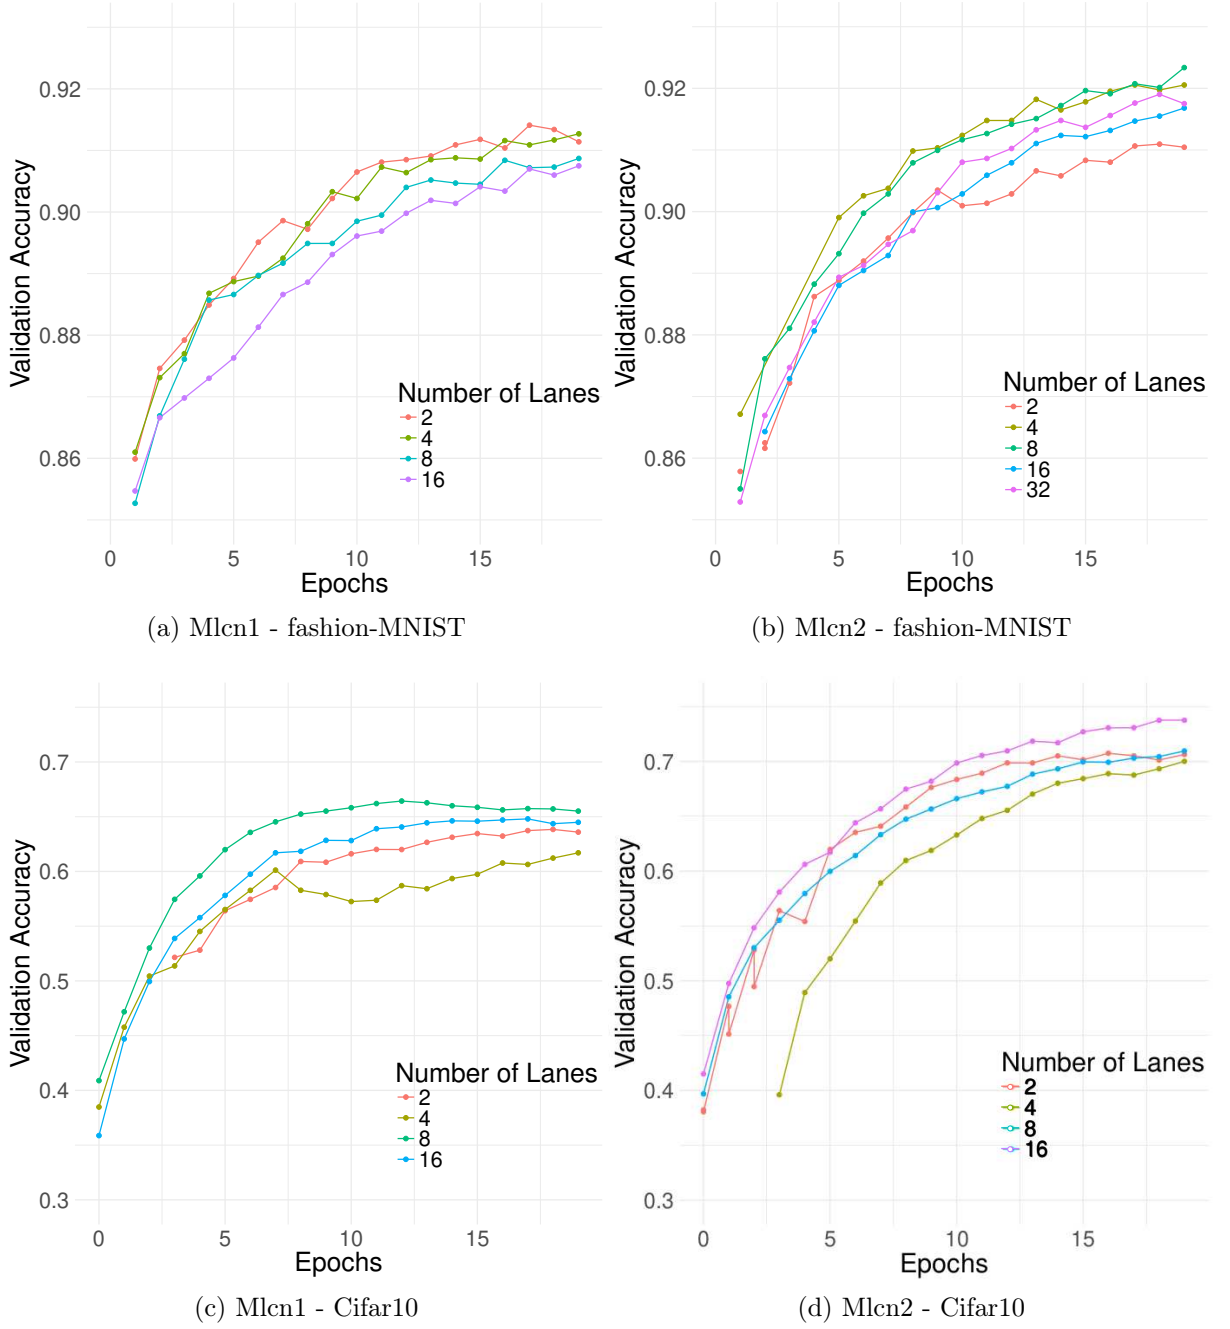 Validation Accuracy
0.92
0.90
0.88
0.86
Number of Lanes
2
4
8
16
0 5 10 15
Epochs
(a) Mlcn1 - fashion-MNIST
Validation Accuracy
0.92
0.90
0.88
0.86
Number of Lanes
2
4
8
16
32
0 5 10 15
Epochs
(b) Mlcn2 - fashion-MNIST
Validation Accuracy
0.7
0.6
0.5
0.4
0.3
Number of Lanes
2
4
8
16
0 5 10 15
Epochs
(c) Mlcn1 - Cifar10
Validation Accuracy
0.7
0.6
0.5
0.4
0.3
Number of Lanes
2
4
8
16
0 5 10 15
Epochs
(d) Mlcn2 - Cifar10